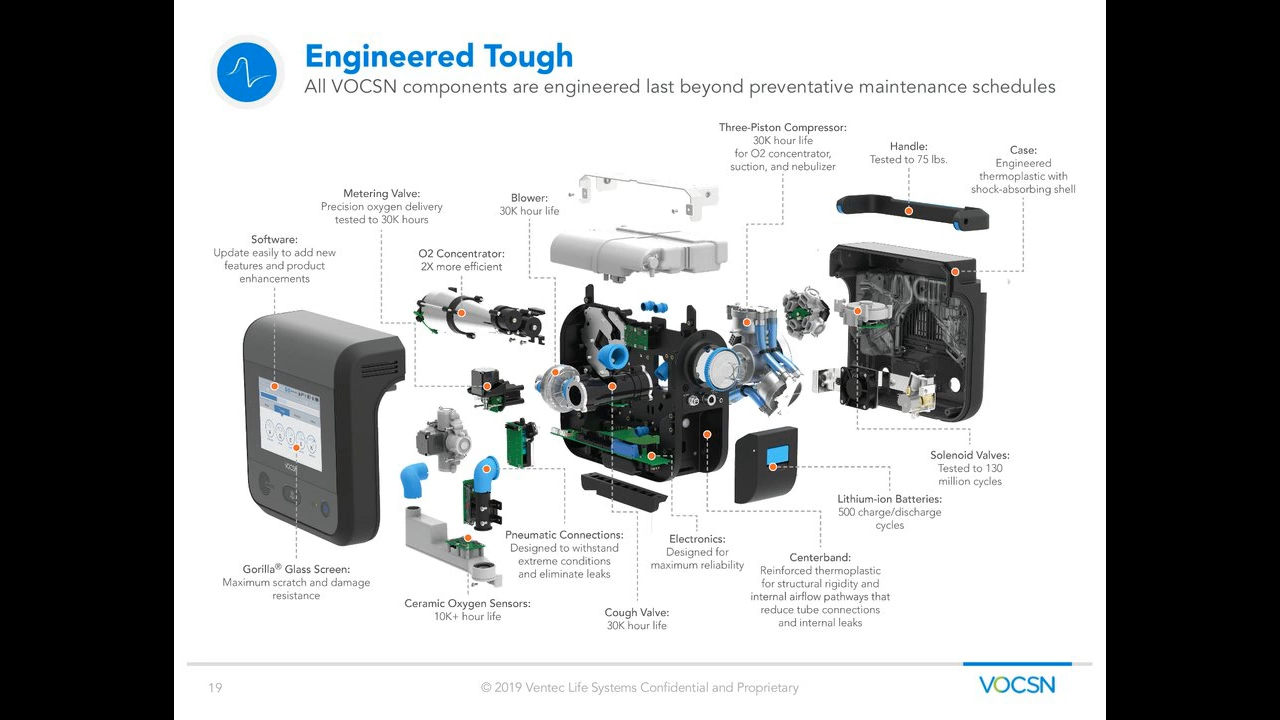 Engineered Tough
All VOCSN components are engineered last beyond preventative maintenance schedules
Three-Piston Compressor:
30K hour life
for O2 concentrator,
suction, and nebulizer
Handle:
Tested to 75 lbs.
Case:
Engineered
thermoplastic with
shock-absorbing shell
Metering Valve:
Precision oxygen delivery
tested to 30K hours
Blower:
30K hour life
Software:
Update easily to add new
features and product
enhancements
O2 Concentrator:
2X more efficient
VOCSN
Solenoid Valves:
Tested to 130
million cycles
Lithium-ion Batteries:
500 charge/discharge
cycles
Pneumatic Connections:
Designed to withstand
extreme conditions
and eliminate leaks
Electronics:
Designed for
maximum reliability
Centerband:
Reinforced thermoplastic
for structural rigidity and
internal airflow pathways that
reduce tube connections
and internal leaks
Gorilla® Glass Screen:
Maximum scratch and damage
resistance
Ceramic Oxygen Sensors:
10K+ hour life
Cough Valve:
30K hour life
19
© 2019 Ventec Life Systems Confidential and Proprietary
VOCSN